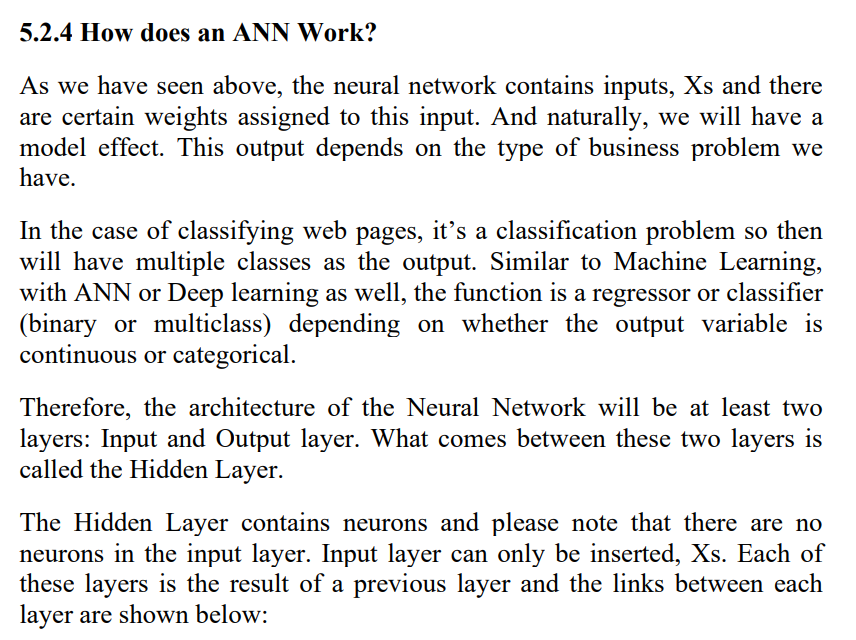 5.2.4 How does an ANN Work?
As we have seen above, the neural network contains inputs, Xs and there
are certain weights assigned to this input. And naturally, we will have a
model effect. This output depends on the type of business problem we
have.
In the case of classifying web pages, it’s a classification problem so then
will have multiple classes as the output. Similar to Machine Learning,
with ANN or Deep learning as well, the function is a regressor or classifier
(binary or multiclass) depending on whether the output variable is
continuous or categorical.
Therefore, the architecture of the Neural Network will be at least two
layers: Input and Output layer. What comes between these two layers is
called the Hidden Layer.
The Hidden Layer contains neurons and please note that there are no
neurons in the input layer. Input layer can only be inserted, Xs. Each of
these layers is the result of a previous layer and the links between each
layer are shown below: